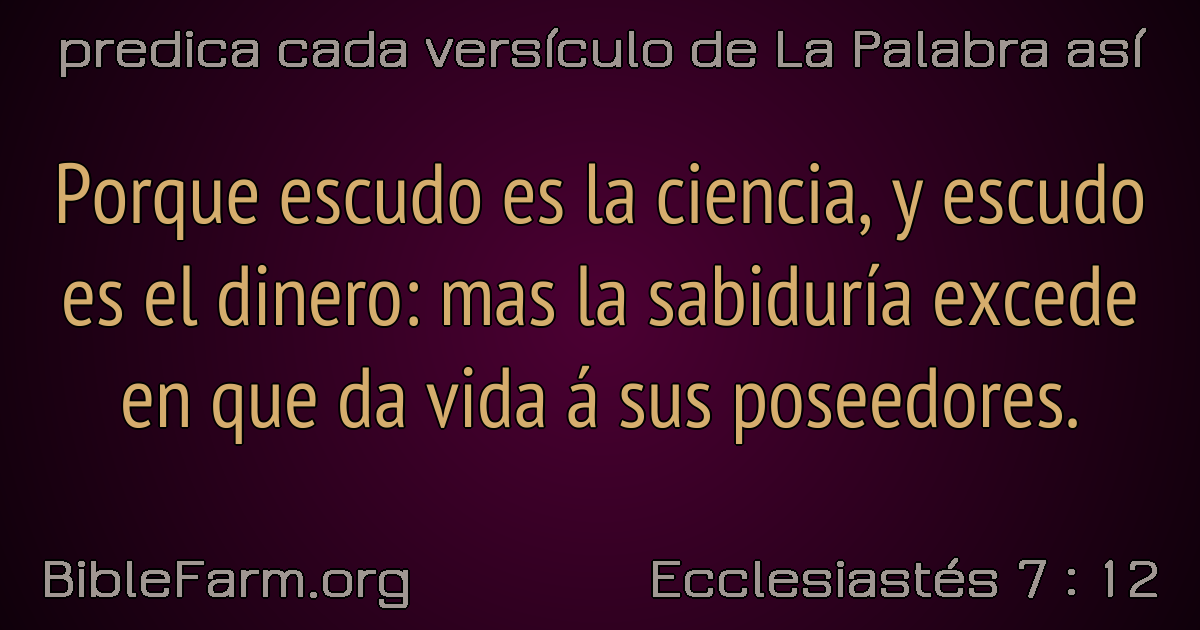 predica cada versículo de La Palabra así
Porque escudo es la ciencia, y escudo
es el dinero: mas la sabiduría excede
en que da vida á sus poseedores.
BibleFarm.org
Ecclesiastés 7 : 12